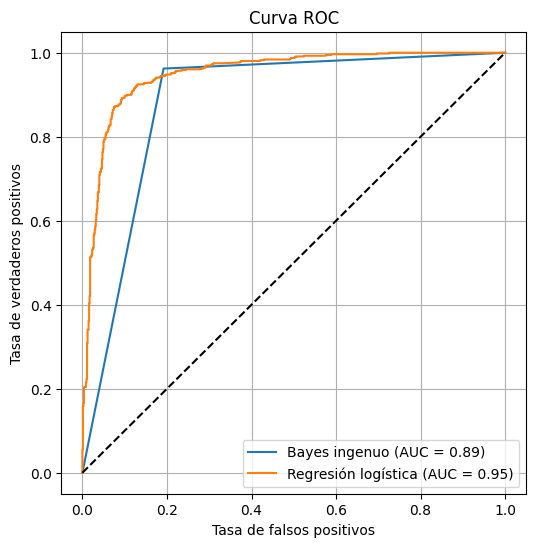 Curva ROC
Tasa de verdaderos positivos
1.0
0.8
0.6
0.4
0.2
0.0
Bayes ingenuo (AUC = 0.89)
Regresión logística (AUC = 0.95)
0.0 0.2 0.4 0.6 0.8 1.0
Tasa de falsos positivos